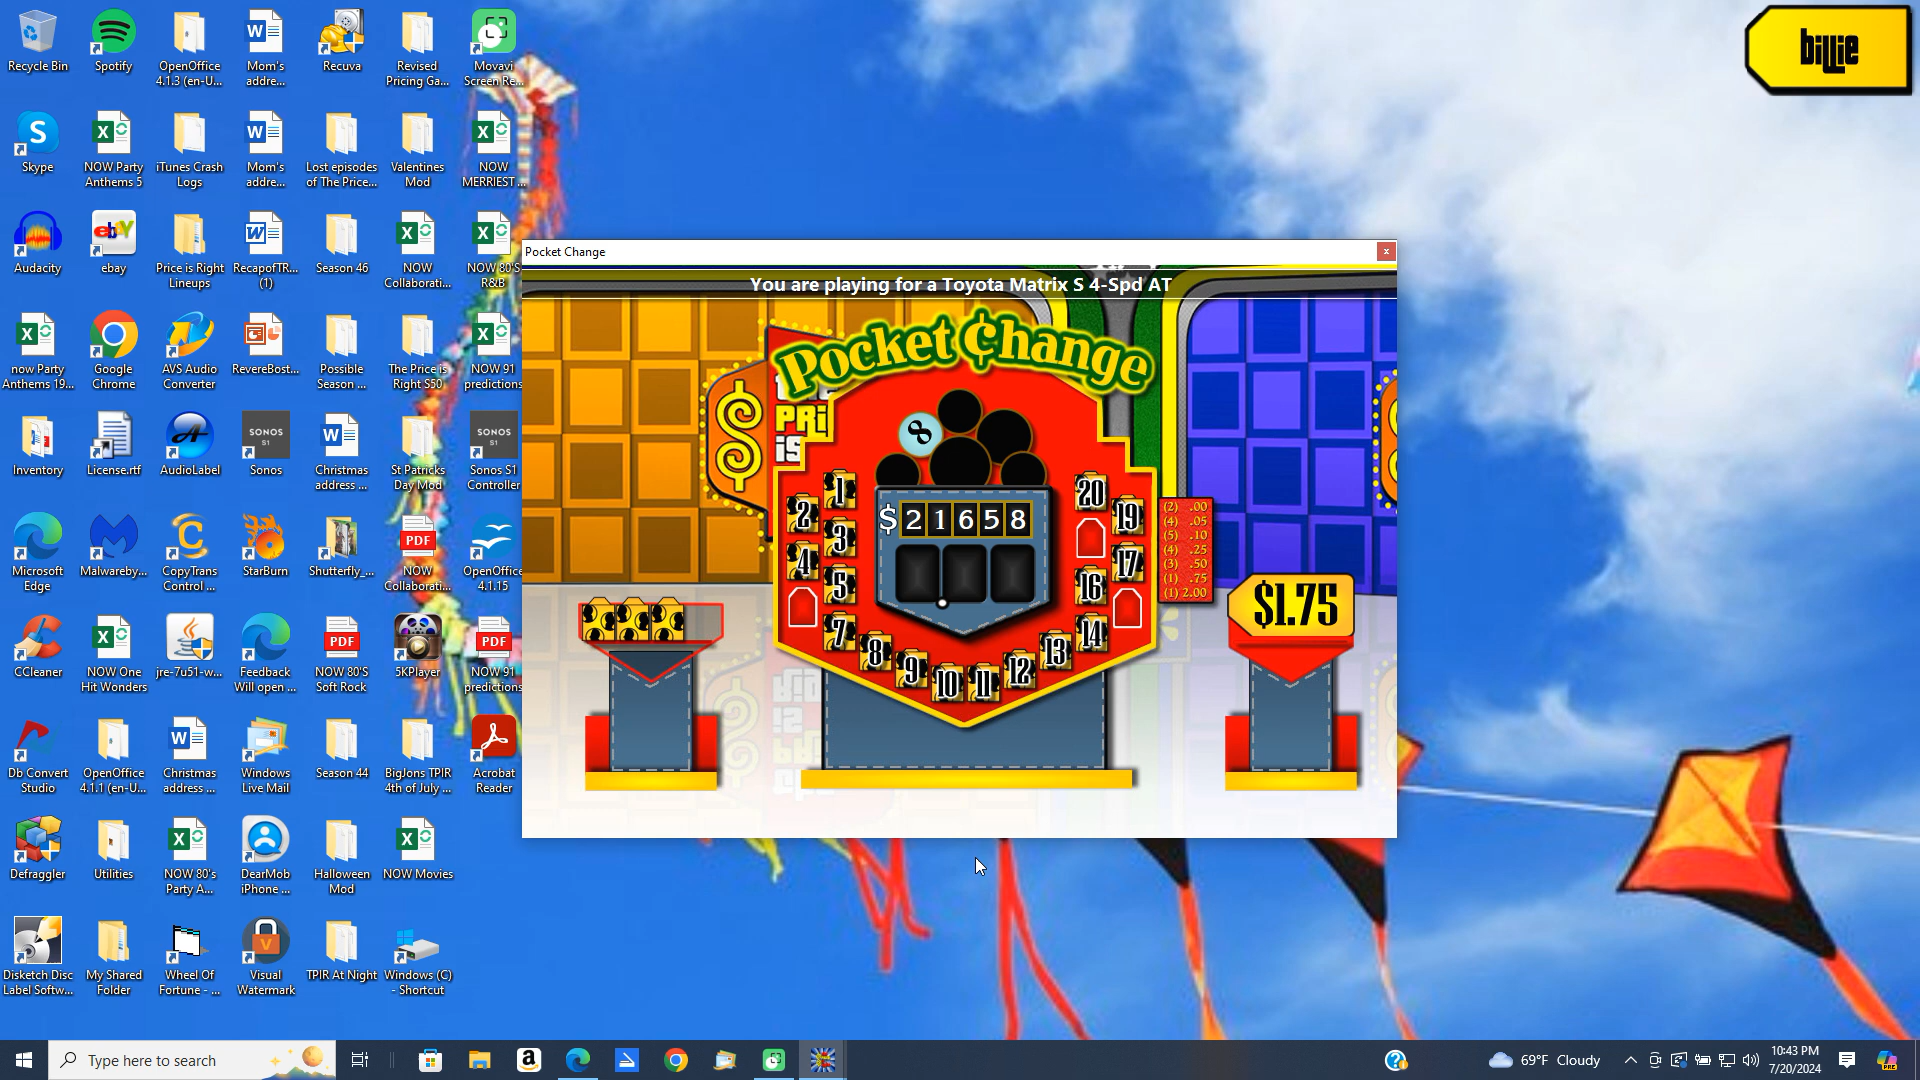 Recycle Bin
Spotify
OpenOffice
4.1.3 (en-U...
Mom's
addre...
Recuva
Revised
Pricing Ga...
Movavi
Screen Re...
billie
Skype
NOW Party
Anthems 5
iTunes Crash
Logs
Mom's
addre...
Lost episodes
of The Price...
Valentines
Mod
NOW
MERRIEST ...
Audacity
ebay
Price is Right
Lineups
RecapofTR...
(1)
Season 46
NOW
Collaborati...
NOW 80'S
R&B
now Party
Anthems 19...
Google
Chrome
AVS Audio
Converter
RevereBost...
Possible
Season ...
The Price is
Right S50
NOW 91
predictions
Inventory
License.rtf
AudioLabel
SONOS
S1
Sonos
Christmas
address ...
St Patricks
Day Mod
SONOS
S1
Sonos S1
Controller
Microsoft
Edge
Malwareby...
CopyTrans
Control ...
StarBurn
Shutterfly_...
PDF
NOW
Collaborati...
OpenOffice
4.1.15
CCleaner
NOW One
Hit Wonders
jre-7u51-w...
Feedback
Will open ...
PDF
NOW 80'S
Soft Rock
5KPlayer
PDF
NOW 91
predictions
Db Convert
Studio
OpenOffice
4.1.1 (en-U...
Christmas
address ...
Windows
Live Mail
Season 44
BigJons TPIR
4th of July ...
Acrobat
Reader
Defraggler
Utilities
NOW 80's
Party A...
DearMob
iPhone ...
Halloween
Mod
NOW Movies
Disketch Disc
Label Softw...
My Shared
Folder
Wheel Of
Fortune - ...
Visual
Watermark
TPIR At Night
Windows (C)
- Shortcut
Pocket Change
You are playing for a Toyota Matrix S 4-Spd AT
Pocket ¢hange
PRi
iS
8
$21658
1
2
3
4
5
7
8
9
10
11
12
13
14
16
17
19
20
(2) .00
(4) .05
(5) .10
(4) .25
(3) .50
(1) .75
(1) 2.00
$1.75
Type here to search
69°F Cloudy
10:43 PM
7/20/2024